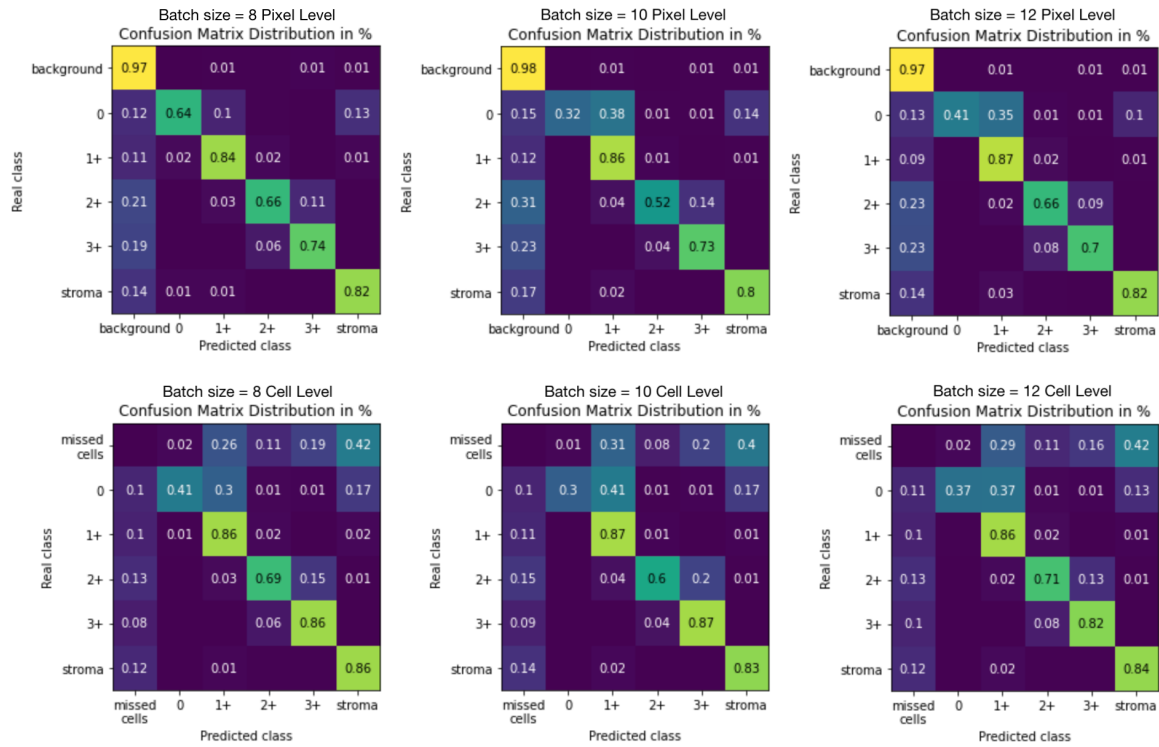 Batch size = 8 Pixel Level
Confusion Matrix Distribution in %
background 0.97 0.01 0.01 0.01
0 0.12 0.64 0.1 0.13
1+ 0.11 0.02 0.84 0.02 0.01
2+ 0.21 0.03 0.66 0.11
3+ 0.19 0.06 0.74
stroma 0.14 0.01 0.01 0.82
background 0 1+ 2+ 3+ stroma
Predicted class
Real class
Batch size = 10 Pixel Level
Confusion Matrix Distribution in %
background 0.98 0.01 0.01 0.01
0 0.15 0.32 0.38 0.01 0.01 0.14
1+ 0.12 0.86 0.01 0.01
2+ 0.31 0.04 0.52 0.14
3+ 0.23 0.04 0.73
stroma 0.17 0.02 0.8
background 0 1+ 2+ 3+ stroma
Predicted class
Real class
Batch size = 12 Pixel Level
Confusion Matrix Distribution in %
background 0.97 0.01 0.01 0.01
0 0.13 0.41 0.35 0.01 0.01 0.1
1+ 0.09 0.87 0.02 0.01
2+ 0.23 0.02 0.66 0.09
3+ 0.23 0.08 0.7
stroma 0.14 0.03 0.82
background 0 1+ 2+ 3+ stroma
Predicted class
Real class
Batch size = 8 Cell Level
Confusion Matrix Distribution in %
missed
cells 0.02 0.26 0.11 0.19 0.42
0 0.1 0.41 0.3 0.01 0.01 0.17
1+ 0.1 0.01 0.86 0.02 0.02
2+ 0.13 0.03 0.69 0.15 0.01
3+ 0.08 0.06 0.86
stroma 0.12 0.01 0.86
missed 0 1+ 2+ 3+ stroma
cells
Predicted class
Real class
Batch size = 10 Cell Level
Confusion Matrix Distribution in %
missed
cells 0.01 0.31 0.08 0.2 0.4
0 0.1 0.3 0.41 0.01 0.01 0.17
1+ 0.11 0.87 0.02 0.01
2+ 0.15 0.04 0.6 0.2 0.01
3+ 0.09 0.04 0.87
stroma 0.14 0.02 0.83
missed 0 1+ 2+ 3+ stroma
cells
Predicted class
Real class
Batch size = 12 Cell Level
Confusion Matrix Distribution in %
missed
cells 0.02 0.29 0.11 0.16 0.42
0 0.11 0.37 0.37 0.01 0.01 0.13
1+ 0.1 0.86 0.02 0.01
2+ 0.13 0.02 0.71 0.13 0.01
3+ 0.1 0.08 0.82
stroma 0.12 0.02 0.84
missed 0 1+ 2+ 3+ stroma
cells
Predicted class
Real class